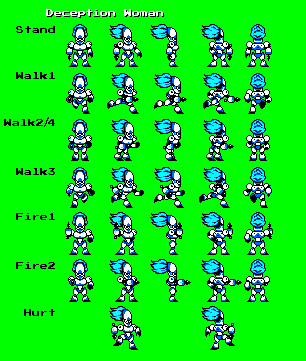 Deception Woman
Stand
Walk1
Walk2/4
Walk3
Fire1
Fire2
Hurt